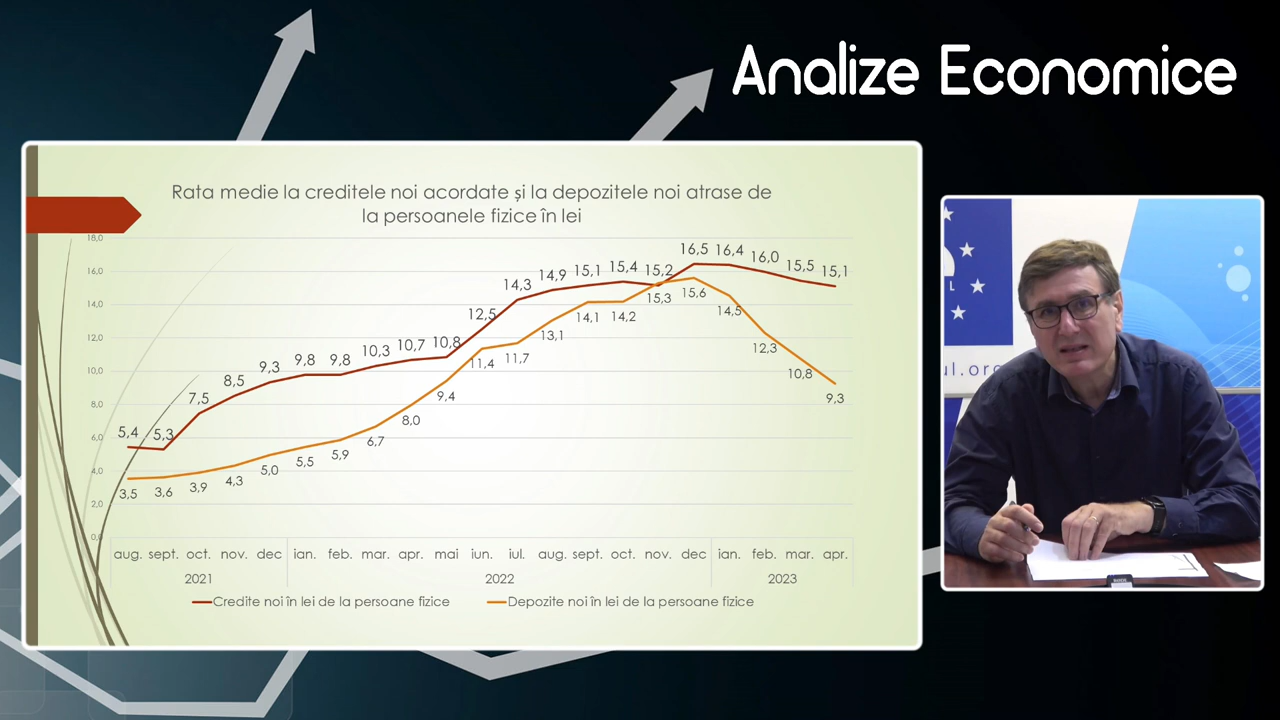 Analize Economice
Rata medie la creditele noi acordate și la depozitele noi atrase de
la persoanele fizice în lei
18,0
16,0
14,0
12,0
10,0
8,0
6,0
4,0
2,0
0,0
5,4 5,3 7,5 8,5 9,3 9,8 9,8 10,3 10,7 10,8 12,5 14,3 14,9 15,1 15,4 15,2 16,5 16,4 16,0 15,5 15,1
3,5 3,6 3,9 4,3 5,0 5,5 5,9 6,7 8,0 9,4 11,4 11,7 13,1 14,1 14,2 15,3 15,6 14,5 12,3 10,8 9,3
aug. sept. oct. nov. dec ian. feb. mar. apr. mai iun. iul. aug. sept. oct. nov. dec ian. feb. mar. apr.
2021 2022 2023
Credite noi în lei de la persoane fizice Depozite noi în lei de la persoane fizice
ul.org